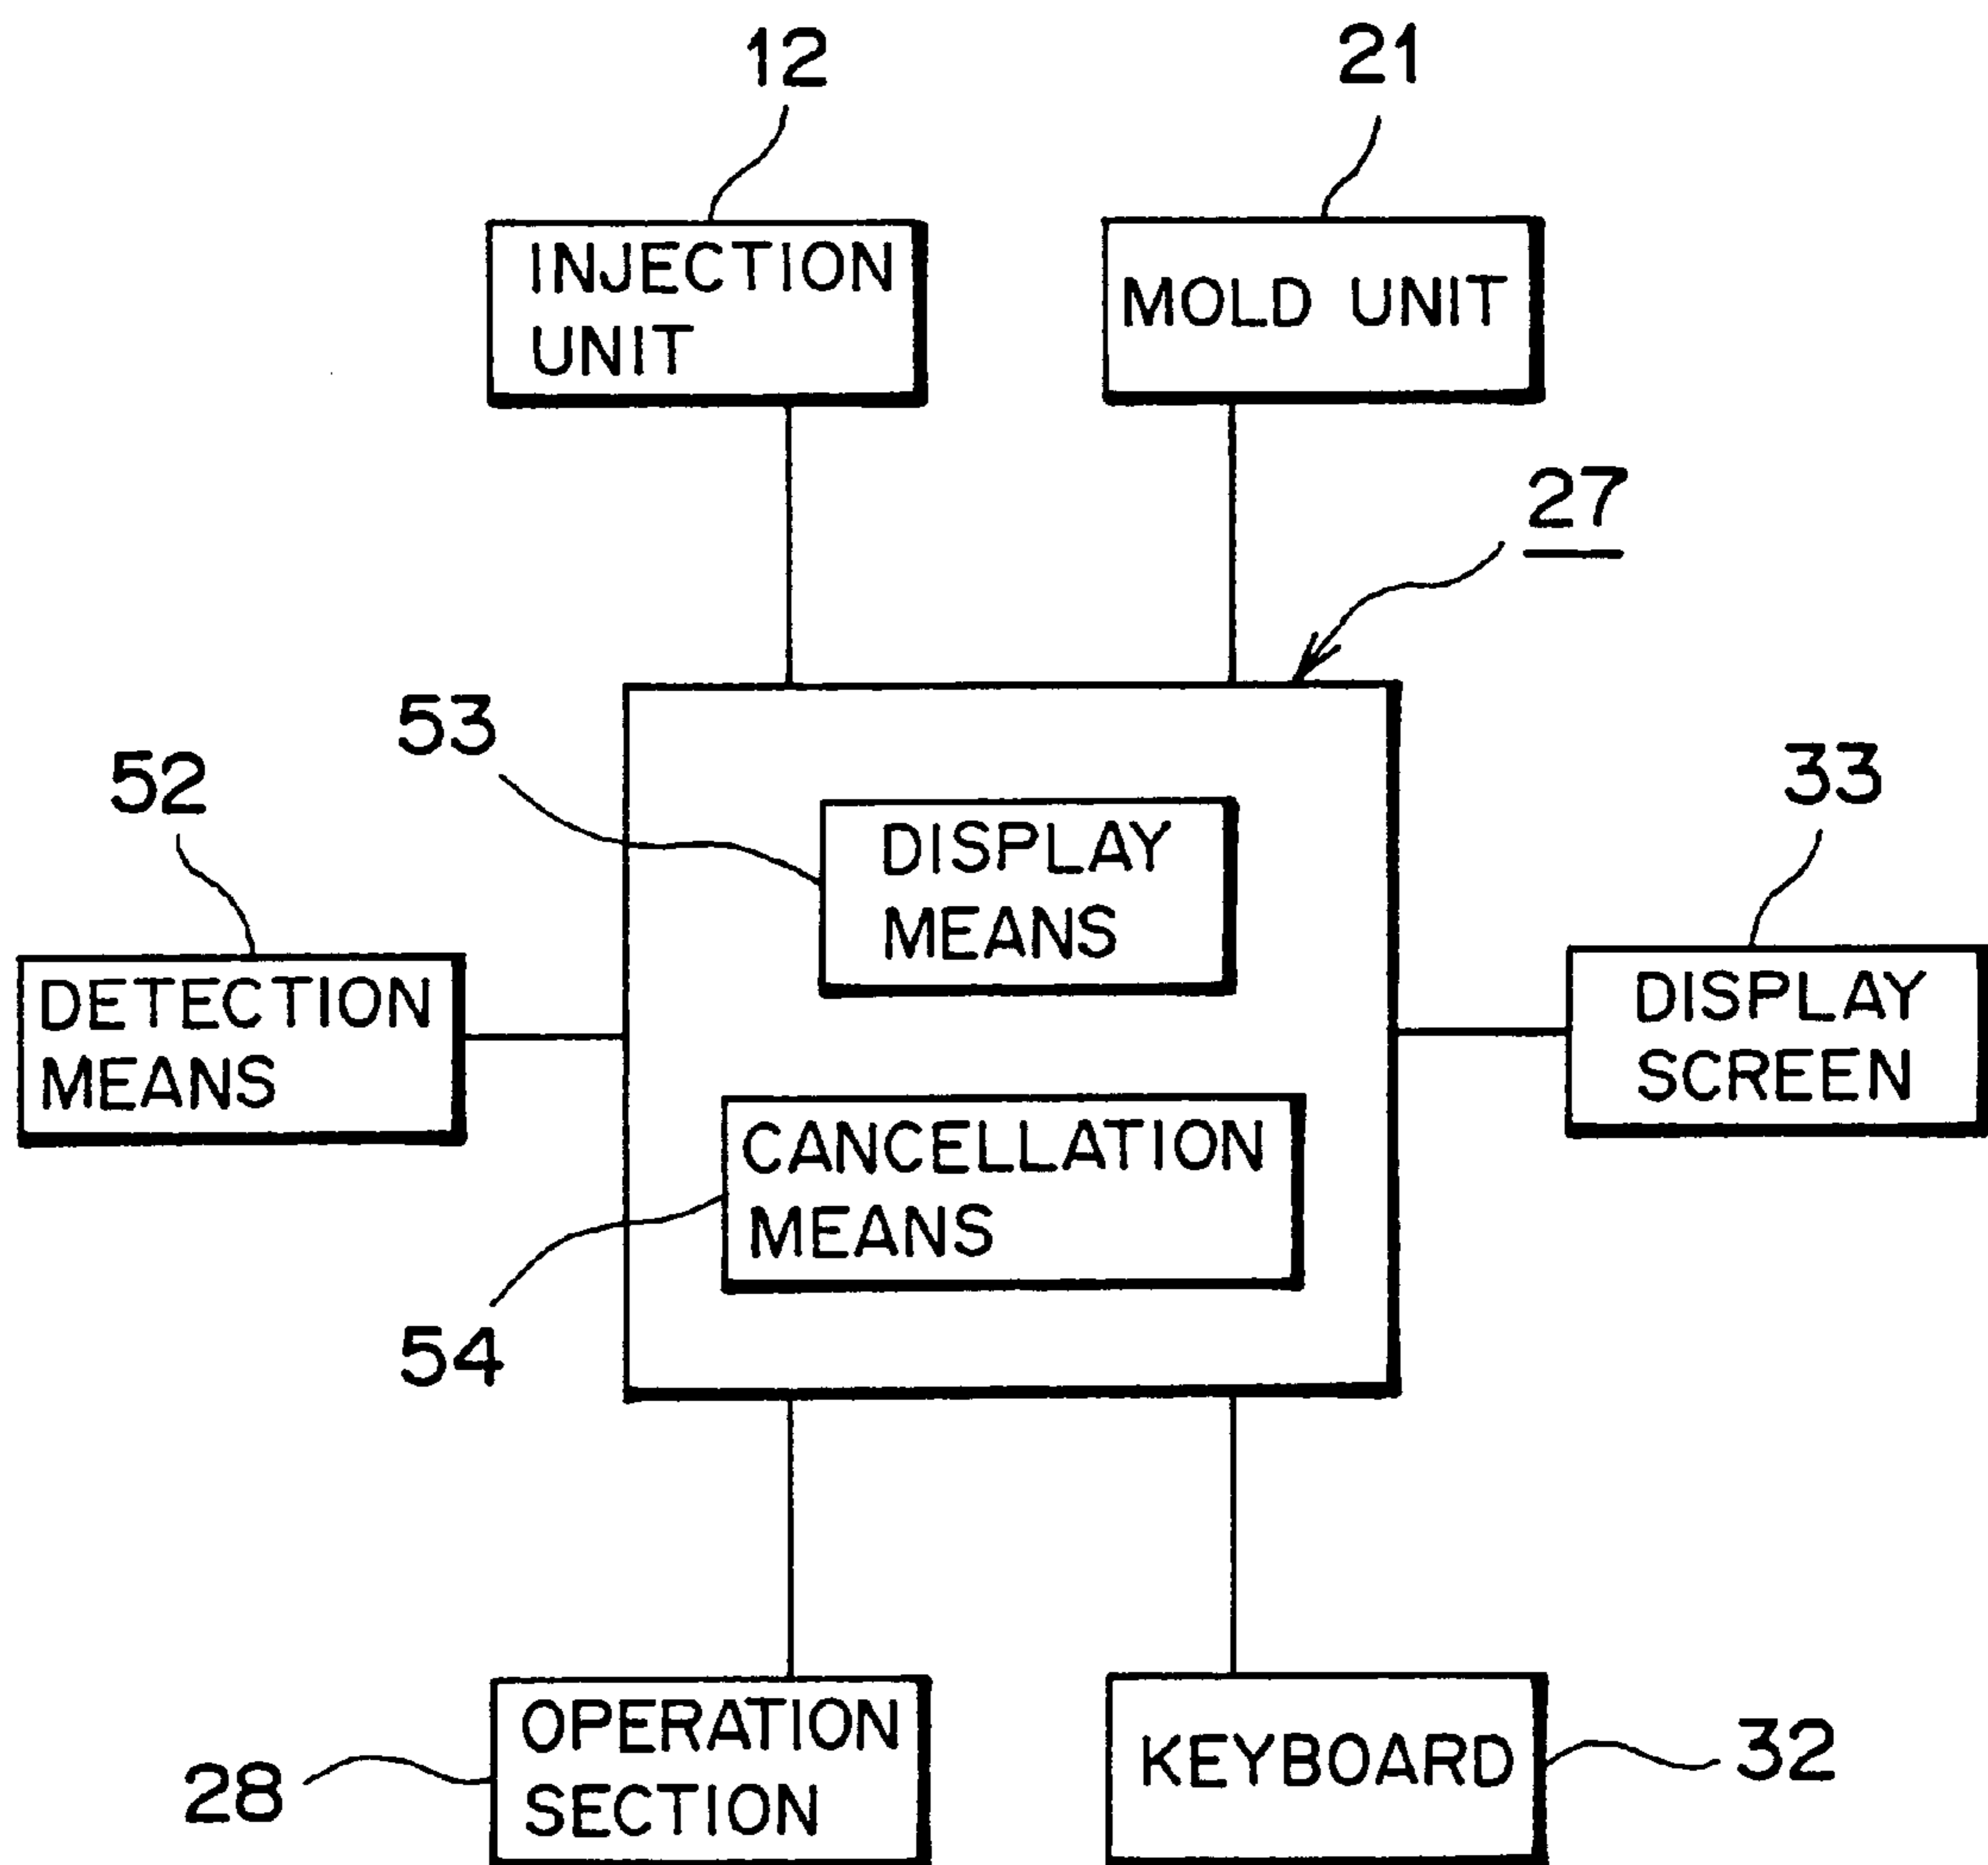 12
21
INJECTION
UNIT
MOLD UNIT
27
53
52
33
DISPLAY
MEANS
DETECTION
MEANS
DISPLAY
SCREEN
CANCELLATION
MEANS
54
OPERATION
SECTION
KEYBOARD
28
32